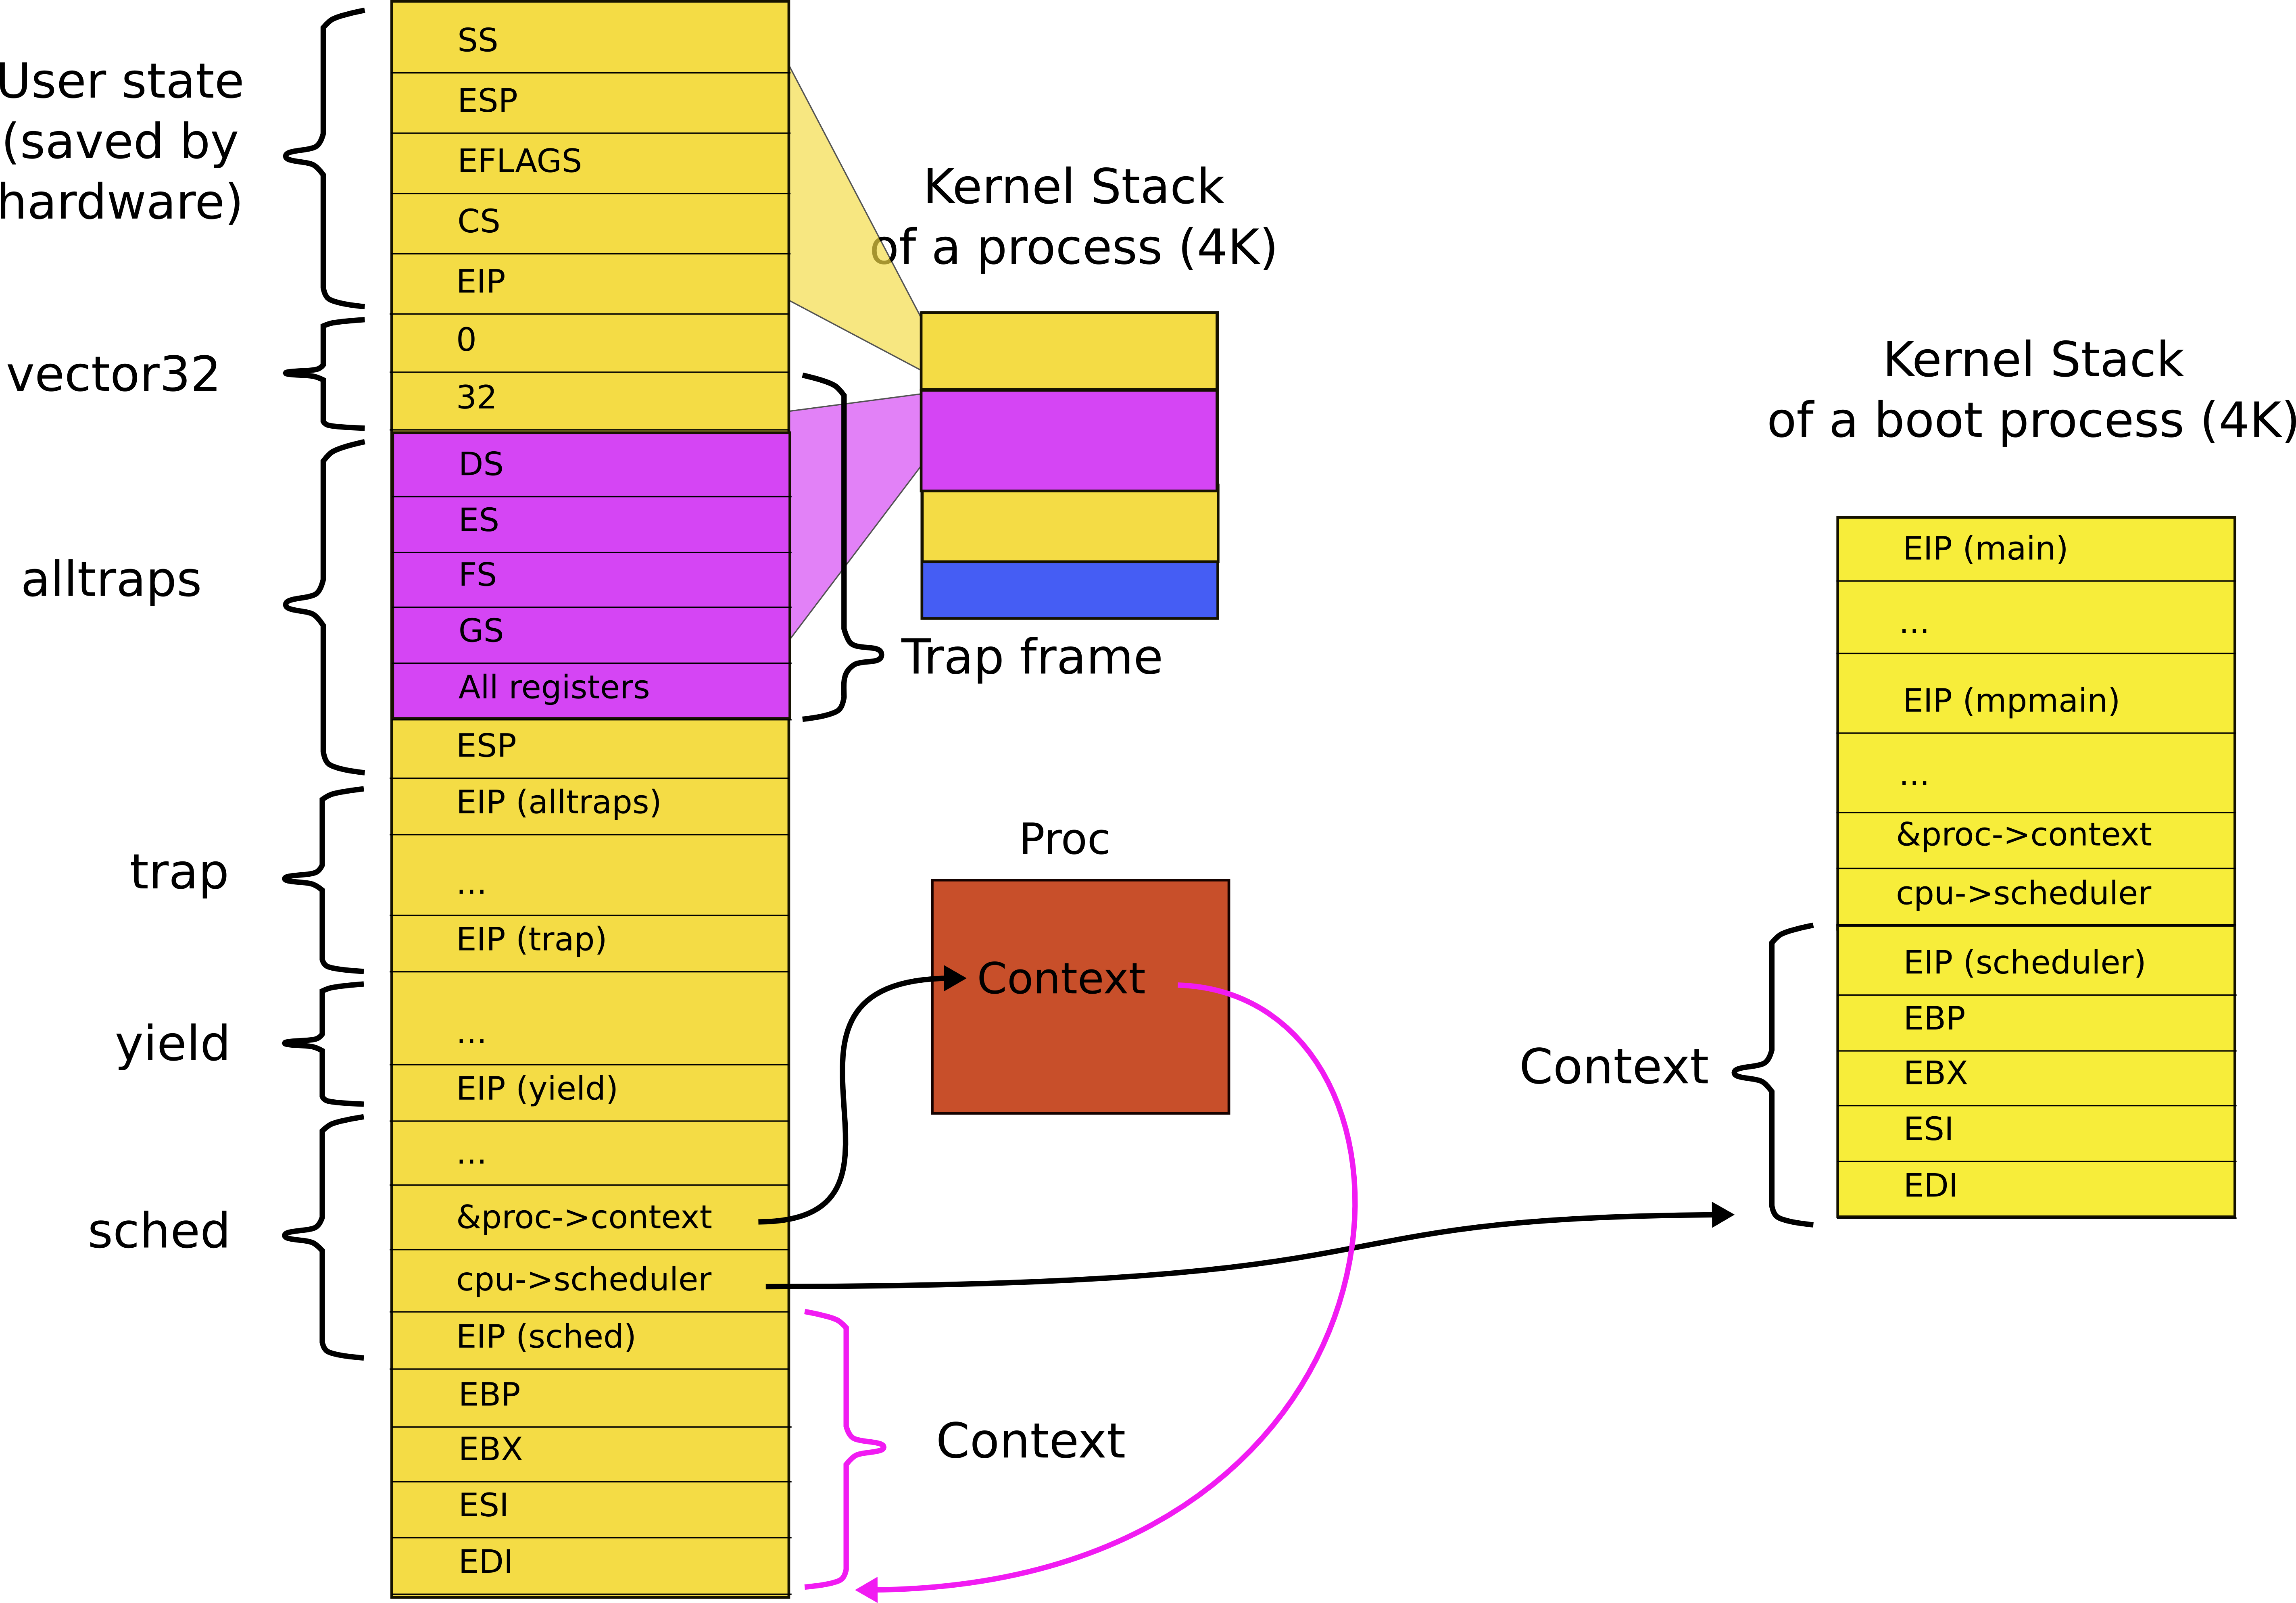 User state
(saved by
hardware)
vector32
alltraps
trap
yield
sched
SS
ESP
EFLAGS
CS
EIP
0
32
DS
ES
FS
GS
All registers
ESP
EIP (alltraps)
...
EIP (trap)
...
EIP (yield)
...
&proc->context
cpu->scheduler
EIP (sched)
EBP
EBX
ESI
EDI
Kernel Stack
of a process (4K)
Trap frame
Proc
Context
Context
Kernel Stack
of a boot process (4K)
Context
EIP (main)
...
EIP (mpmain)
...
&proc->context
cpu->scheduler
EIP (scheduler)
EBP
EBX
ESI
EDI